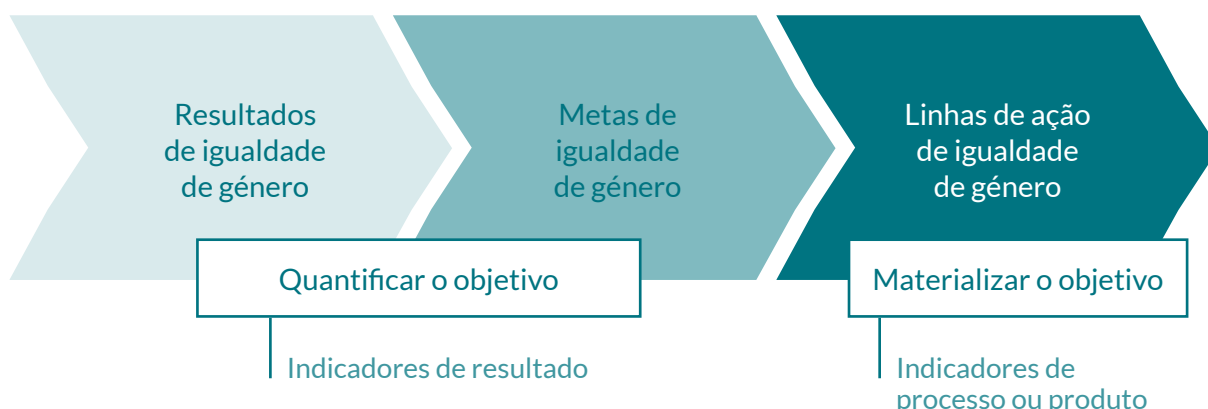 Resultados
de igualdade
de género
Metas de
igualdade
de género
Linhas de ação
de igualdade
de género
Quantificar o objetivo
Materializar o objetivo
Indicadores de resultado
Indicadores de
processo ou produto